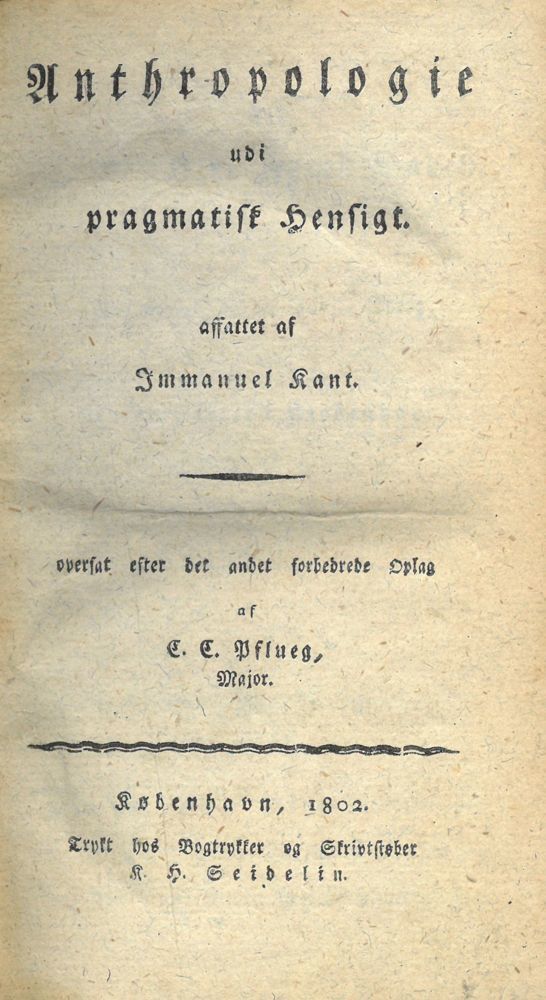 Anthropologie
udi
pragmatisk Hensigt.
affattet af
Immanuel Kant.
oversat efter det andet forbedrede Oplag
af
C. C. Pflueg,
Major.
København, 1802.
Trykt hos Bogtrykker og Skrivtstøber
K. H. Seidelin.